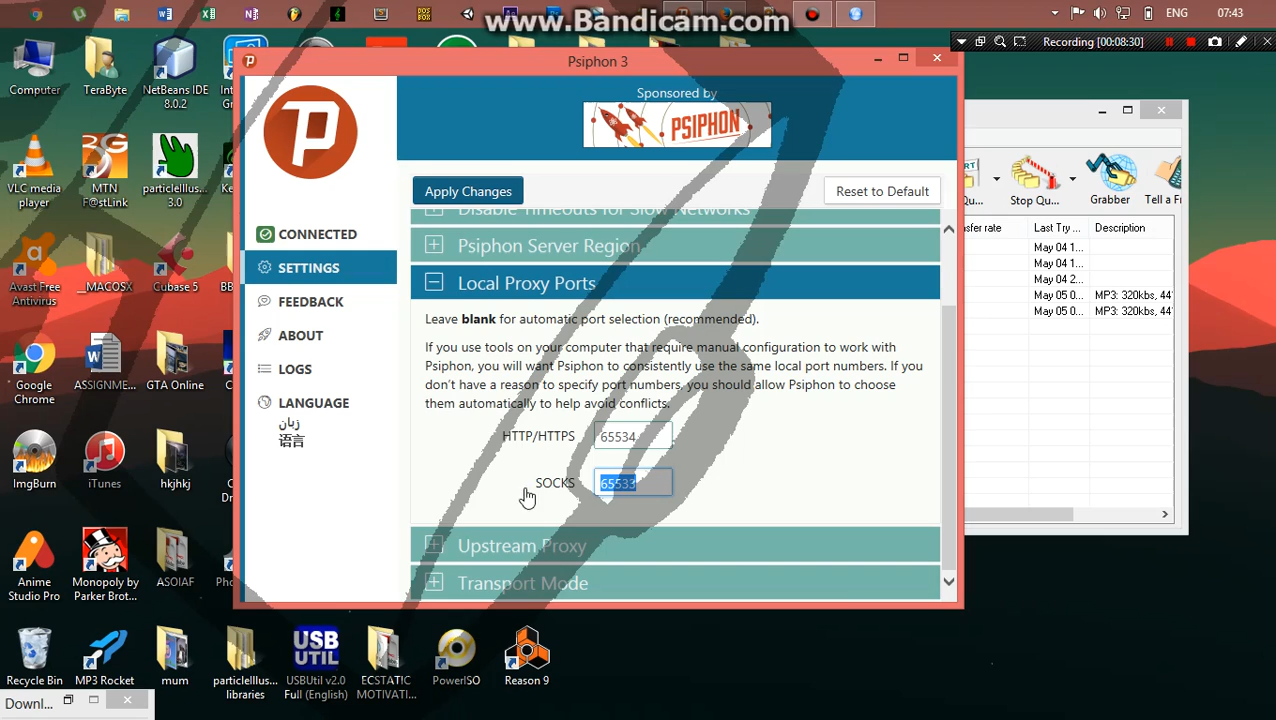 www.Bandicam.com
ENG
07:43
Recording [00:08:30]
Psiphon 3
Sponsored by
PSIPHON
Apply Changes
Reset to Default
CONNECTED
SETTINGS
FEEDBACK
ABOUT
LOGS
LANGUAGE
زبان
语言
Disable Timeouts for Slow Networks
Psiphon Server Region
Local Proxy Ports
Leave blank for automatic port selection (recommended).
If you use tools on your computer that require manual configuration to work with
Psiphon, you will want Psiphon to consistently use the same local port numbers. If you
don't have a reason to specify port numbers, you should allow Psiphon to choose
them automatically to help avoid conflicts.
HTTP/HTTPS
65534
SOCKS
65533
Upstream Proxy
Transport Mode
Stop Qu...
Grabber
Tell a Fr
sfer rate
Last Try ...
Description
May 04 1...
May 04 1...
May 04 2...
May 05 0...
MP3: 320kbs, 44
May 05 0...
MP3: 320kbs, 44
Computer
TeraByte
NetBeans IDE
8.0.2
VLC media
player
MTN
F@stLink
particleIllus...
3.0
Avast Free
Antivirus
__MACOSX
Cubase 5
Google
Chrome
ASSIGNME...
GTA Online
ImgBurn
iTunes
hkjhkj
Anime
Studio Pro
Monopoly by
Parker Brot...
ASOIAF
Recycle Bin
MP3 Rocket
mum
particleIllus...
libraries
USB
UTIL
USBUtil v2.0
Full (English)
ECSTATIC
MOTIVATI...
PowerISO
Reason 9
Downl...